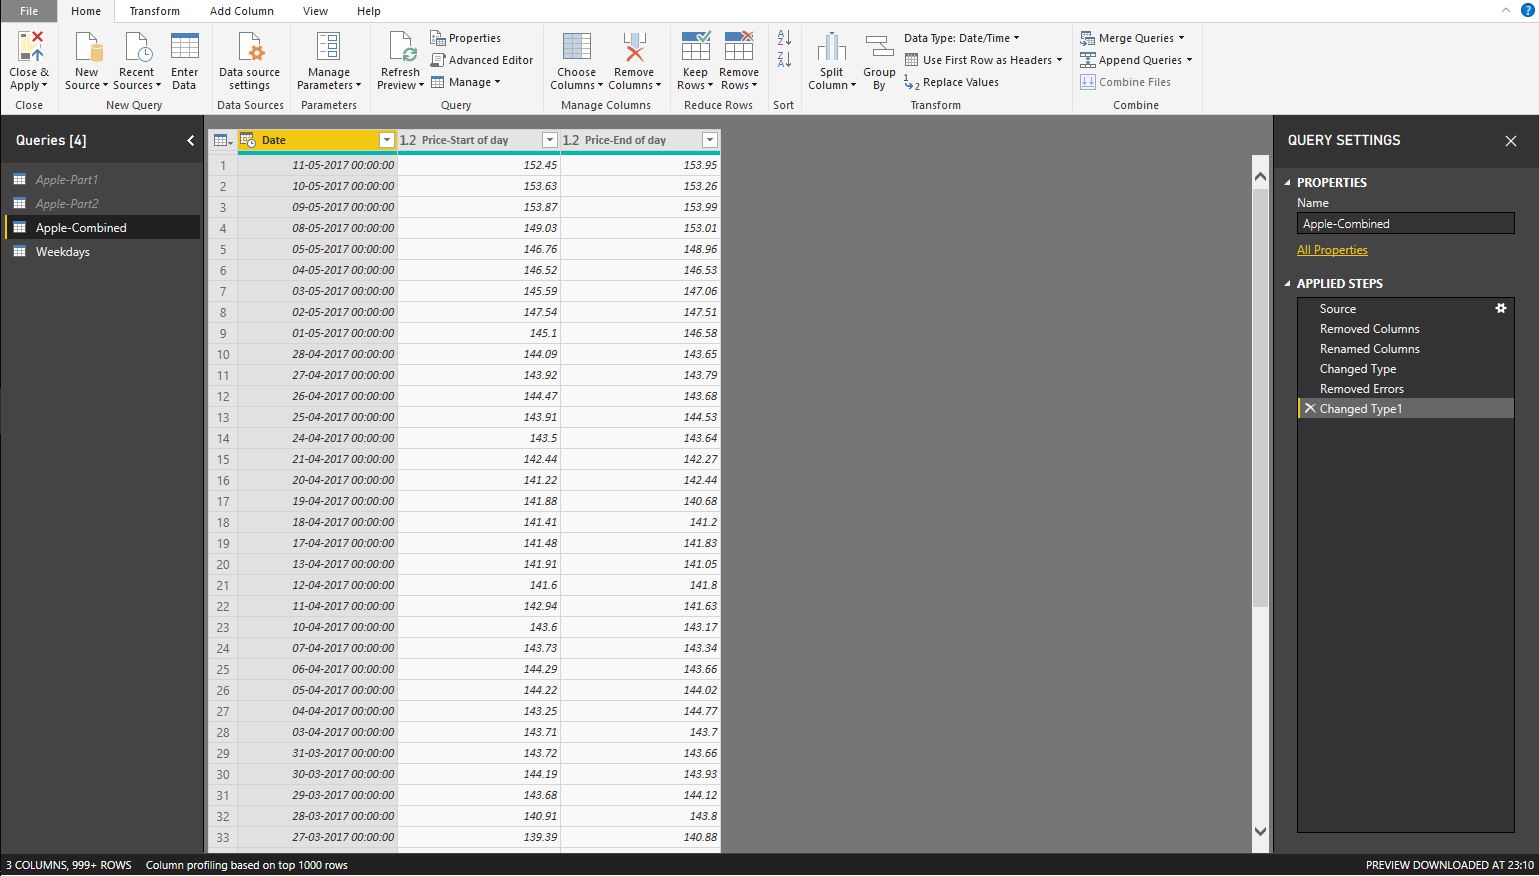 File Home Transform Add Column View Help
Close & Apply
New Source
Recent Sources
Enter Data
Data source settings
Manage Parameters
Refresh Preview
Properties
Advanced Editor
Manage
Choose Columns
Remove Columns
Keep Rows
Remove Rows
Split Column
Group By
Data Type: Date/Time
Use First Row as Headers
Replace Values
Merge Queries
Append Queries
Combine Files
Close New Query Data Sources Parameters Query Manage Columns Reduce Rows Sort Transform Combine
Queries [4]
Apple-Part1
Apple-Part2
Apple-Combined
Weekdays
Date 1.2 Price-Start of day 1.2 Price-End of day
1 11-05-2017 00:00:00 152.45 153.95
2 10-05-2017 00:00:00 153.63 153.26
3 09-05-2017 00:00:00 153.87 153.99
4 08-05-2017 00:00:00 149.03 153.01
5 05-05-2017 00:00:00 146.76 148.96
6 04-05-2017 00:00:00 146.52 146.53
7 03-05-2017 00:00:00 145.59 147.06
8 02-05-2017 00:00:00 147.54 147.51
9 01-05-2017 00:00:00 145.1 146.58
10 28-04-2017 00:00:00 144.09 143.65
11 27-04-2017 00:00:00 143.92 143.79
12 26-04-2017 00:00:00 144.47 143.68
13 25-04-2017 00:00:00 143.91 144.53
14 24-04-2017 00:00:00 143.5 143.64
15 21-04-2017 00:00:00 142.44 142.27
16 20-04-2017 00:00:00 141.22 142.44
17 19-04-2017 00:00:00 141.88 140.68
18 18-04-2017 00:00:00 141.41 141.2
19 17-04-2017 00:00:00 141.48 141.83
20 13-04-2017 00:00:00 141.91 141.05
21 12-04-2017 00:00:00 141.6 141.8
22 11-04-2017 00:00:00 142.94 141.63
23 10-04-2017 00:00:00 143.6 143.17
24 07-04-2017 00:00:00 143.73 143.34
25 06-04-2017 00:00:00 144.29 143.66
26 05-04-2017 00:00:00 144.22 144.02
27 04-04-2017 00:00:00 143.25 144.77
28 03-04-2017 00:00:00 143.71 143.7
29 31-03-2017 00:00:00 143.72 143.66
30 30-03-2017 00:00:00 144.19 143.93
31 29-03-2017 00:00:00 143.68 144.12
32 28-03-2017 00:00:00 140.91 143.8
33 27-03-2017 00:00:00 139.39 140.88
QUERY SETTINGS
PROPERTIES
Name
Apple-Combined
All Properties
APPLIED STEPS
Source
Removed Columns
Renamed Columns
Changed Type
Removed Errors
Changed Type1
3 COLUMNS, 999+ ROWS Column profiling based on top 1000 rows
PREVIEW DOWNLOADED AT 23:10